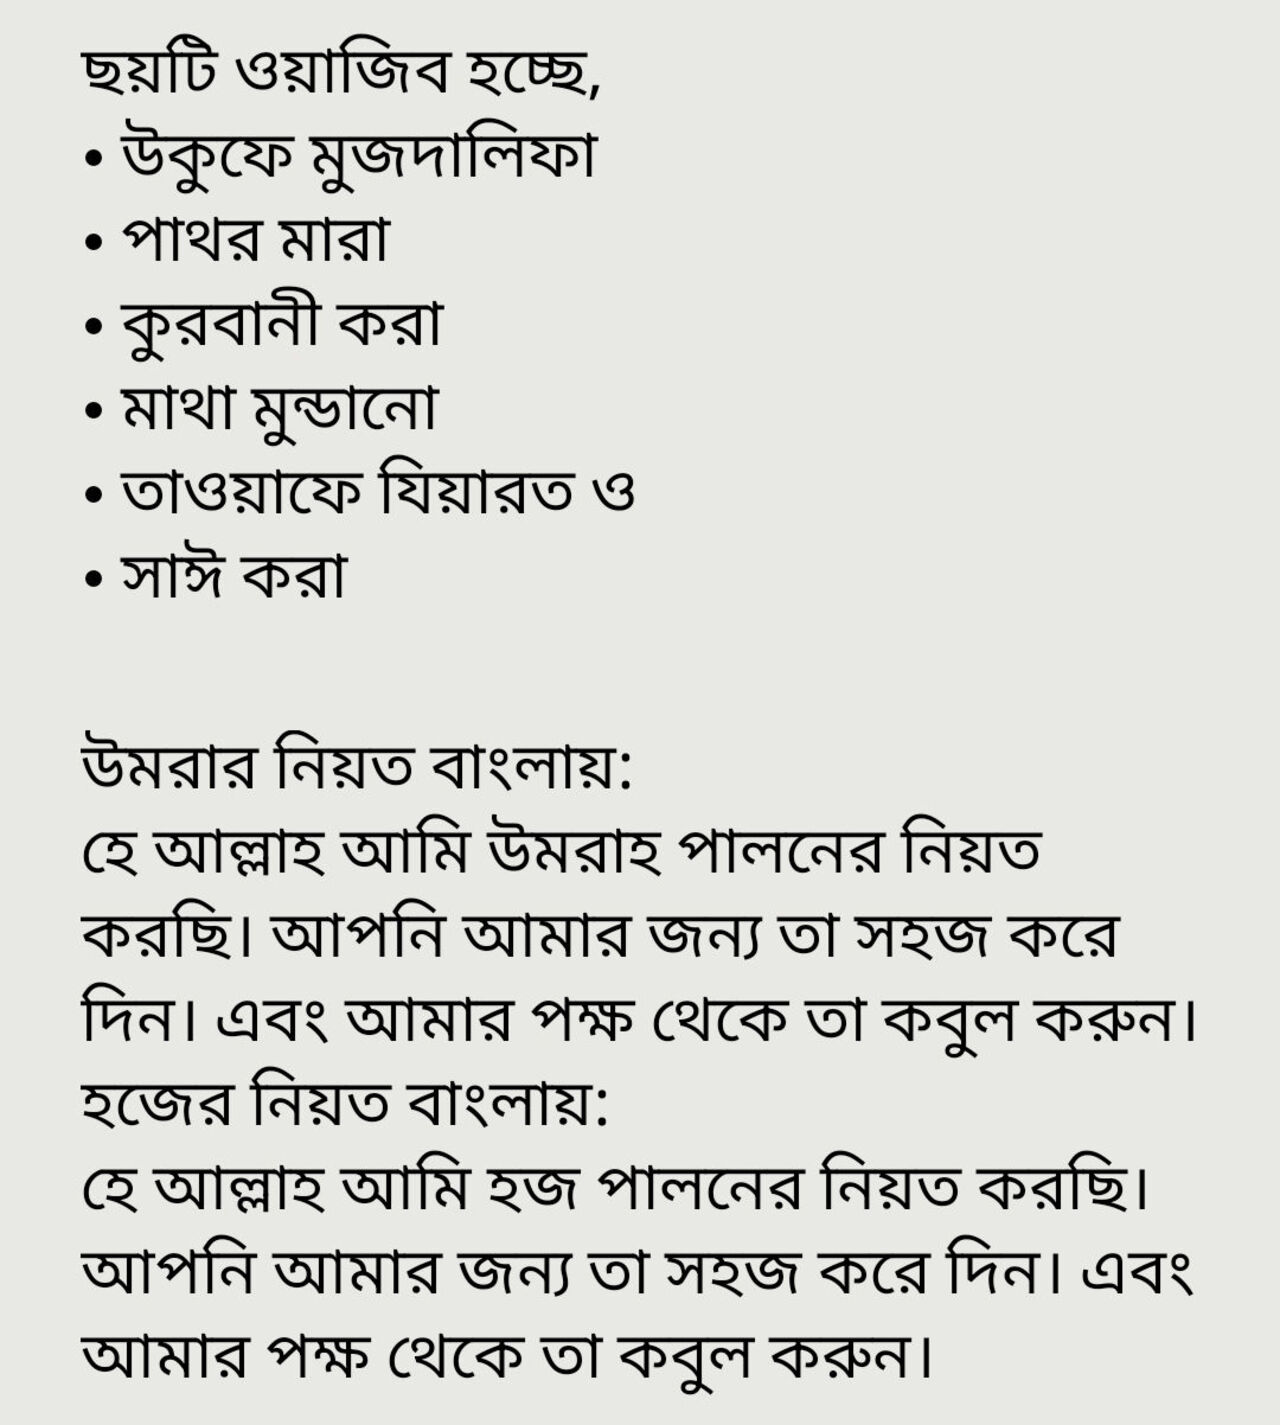 ছয়টি ওয়াজিব হচ্ছে,
• উকুফে মুজদালিফা
• পাথর মারা
• কুরবানী করা
• মাথা মুন্ডানো
• তাওয়াফে যিয়ারত ও
• সাঈ করা
উমরার নিয়ত বাংলায়:
হে আল্লাহ আমি উমরাহ পালনের নিয়ত
করছি। আপনি আমার জন্য তা সহজ করে
দিন। এবং আমার পক্ষ থেকে তা কবুল করুন।
হজের নিয়ত বাংলায়:
হে আল্লাহ আমি হজ পালনের নিয়ত করছি।
আপনি আমার জন্য তা সহজ করে দিন। এবং
আমার পক্ষ থেকে তা কবুল করুন।